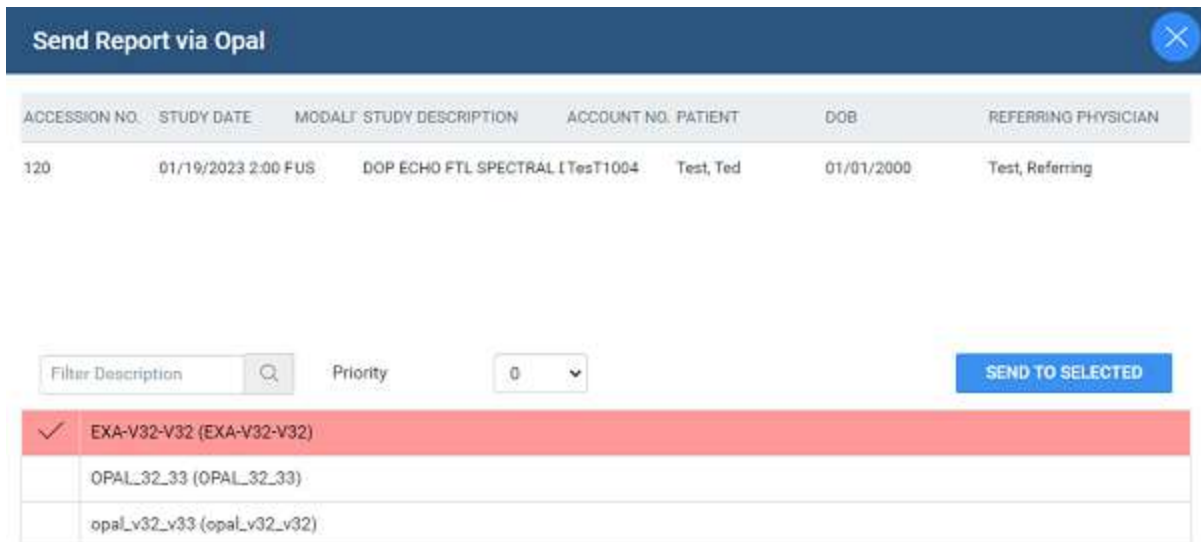 Send Report via Opal
ACCESSION NO. STUDY DATE MODALI STUDY DESCRIPTION ACCOUNT NO. PATIENT DOB REFERRING PHYSICIAN
120 01/19/2023 2:00 F US DOP ECHO FTL SPECTRAL TesT1004 Test, Ted 01/01/2000 Test, Referring
Filter Description Priority 0 SEND TO SELECTED
EXA-V32-V32 (EXA-V32-V32)
OPAL_32_33 (OPAL_32_33)
opal_v32_v33 (opal_v32_v32)